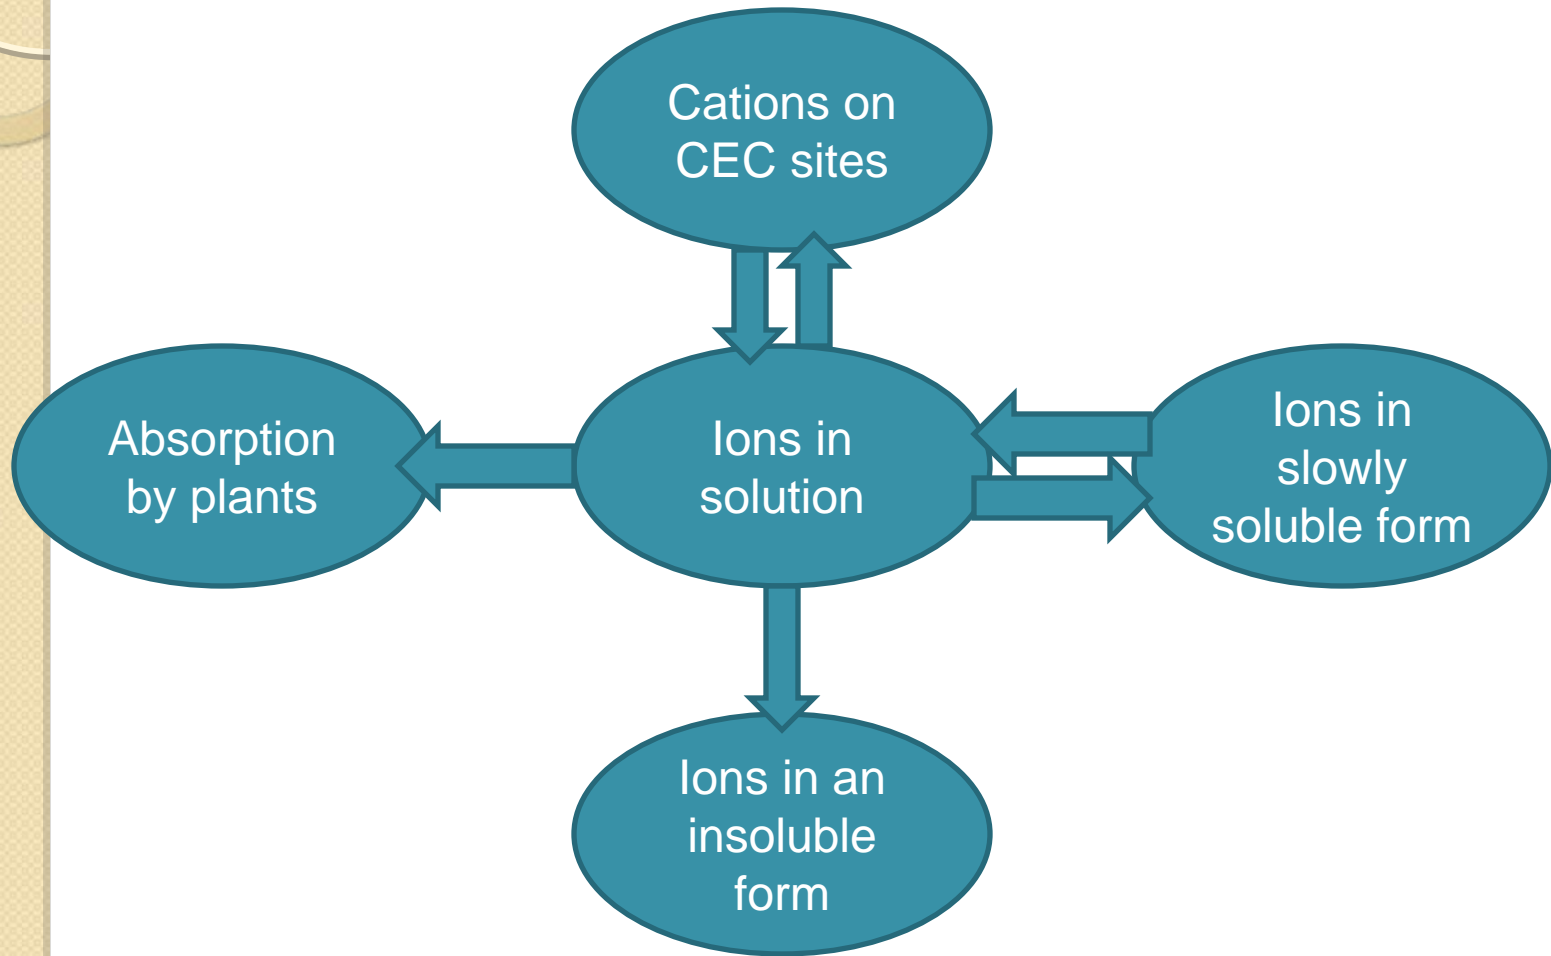 Cations on
CEC sites
Absorption
by plants
Ions in
solution
Ions in
slowly
soluble form
Ions in an
insoluble
form